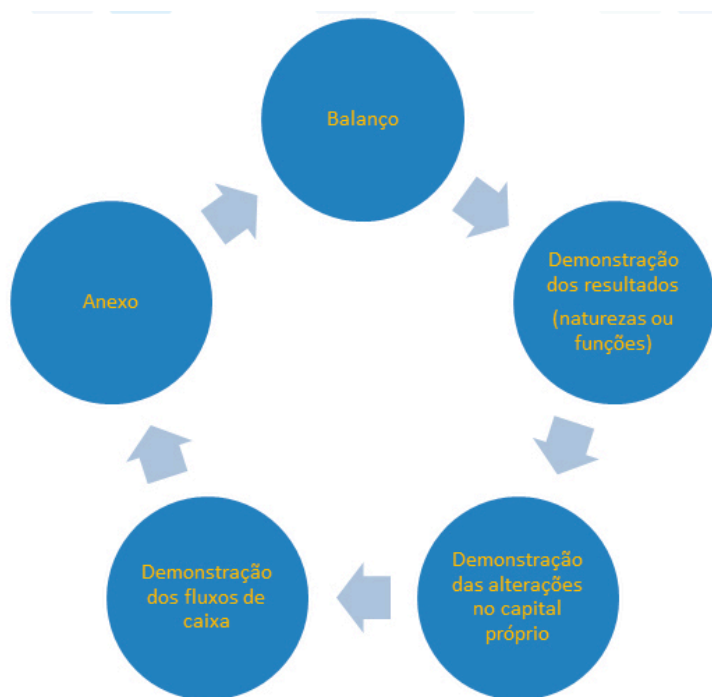 Balanço
Demonstração
dos resultados
(naturezas ou
funções)
Demonstração
das alterações
no capital
próprio
Demonstração
dos fluxos de
caixa
Anexo